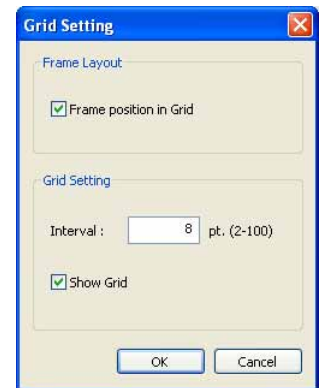 Grid Setting
Frame Layout
Frame position in Grid
Grid Setting
Interval : 8 pt. (2-100)
Show Grid
OK Cancel